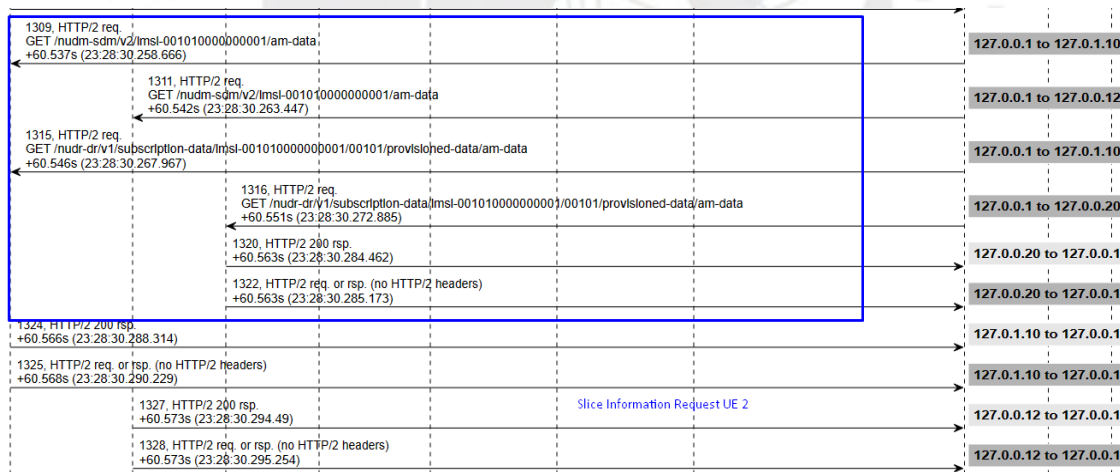 1309, HTTP/2 req.
GET /nudm-sdm/v2/imsi-001010000000001/am-data
+60.537s (23:28:30.258.666)
127.0.0.1 to 127.0.1.10
1311, HTTP/2 req.
GET /nudm-sdm/v2/imsi-001010000000001/am-data
+60.542s (23:28:30.263.447)
127.0.0.1 to 127.0.0.12
1315, HTTP/2 req.
GET /nudr-dr/v1/subscription-data/imsi-001010000000001/00101/provisioned-data/am-data
+60.546s (23:28:30.267.967)
127.0.0.1 to 127.0.1.10
1316, HTTP/2 req.
GET /nudr-dr/v1/subscription-data/imsi-001010000000001/00101/provisioned-data/am-data
+60.551s (23:28:30.272.885)
127.0.0.1 to 127.0.0.20
1320, HTTP/2 200 rsp.
+60.563s (23:28:30.284.462)
127.0.0.20 to 127.0.0.1
1322, HTTP/2 req. or rsp. (no HTTP/2 headers)
+60.563s (23:28:30.285.173)
127.0.0.20 to 127.0.0.1
1324, HTTP/2 200 rsp.
+60.566s (23:28:30.288.314)
127.0.1.10 to 127.0.0.1
1325, HTTP/2 req. or rsp. (no HTTP/2 headers)
+60.568s (23:28:30.290.229)
127.0.1.10 to 127.0.0.1
1327, HTTP/2 200 rsp.
+60.573s (23:28:30.294.49)
Slice Information Request UE 2
127.0.0.12 to 127.0.0.1
1328, HTTP/2 req. or rsp. (no HTTP/2 headers)
+60.573s (23:28:30.295.254)
127.0.0.12 to 127.0.0.1